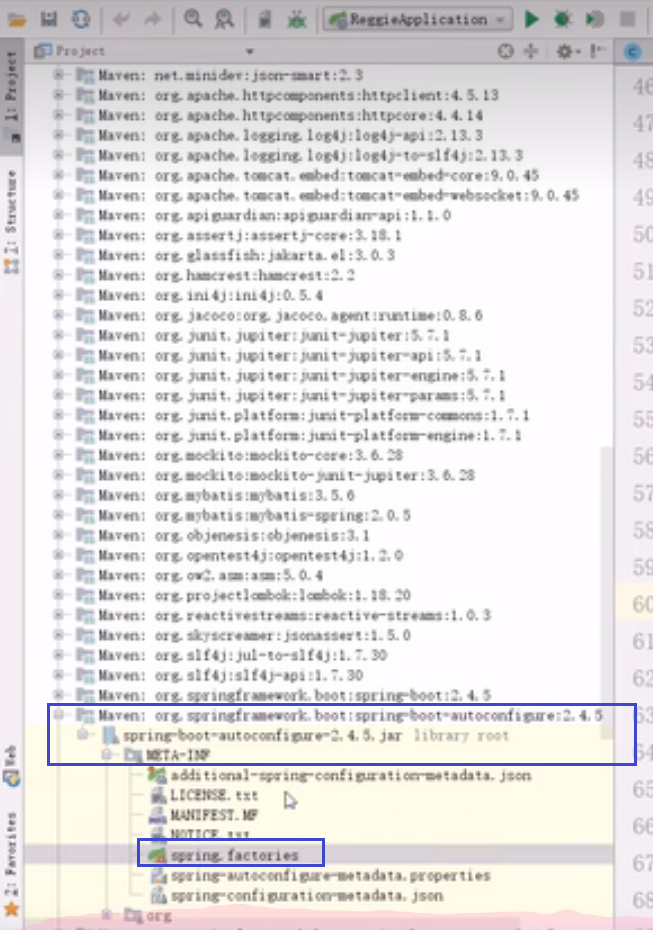 ReggieApplication
Project
1: Project
Maven: net.minidev:json-smart:2.3
46
Maven: org.apache.httpcomponents:httpclient:4.5.13
Maven: org.apache.httpcomponents:httpcore:4.4.14
47
Maven: org.apache.logging.log4j:log4j-api:2.13.3
Maven: org.apache.logging.log4j:log4j-to-slf4j:2.13.3
48
Maven: org.apache.tomcat.embed:tomcat-embed-core:9.0.45
Z: Structure
Maven: org.apache.tomcat.embed:tomcat-embed-websocket:9.0.45
49
Maven: org.apiguardian:apiguardian-api:1.1.0
Maven: org.assertj:assertj-core:3.18.1
50
Maven: org.glassfish:jakarta.el:3.0.3
Maven: org.hamcrest:hamcrest:2.2
51
Maven: org.ini4j:ini4j:0.5.4
Maven: org.jacoco:org.jacoco.agent:runtime:0.8.6
52
Maven: org.junit.jupiter:junit-jupiter:5.7.1
53
Maven: org.junit.jupiter:junit-jupiter-api:5.7.1
Maven: org.junit.jupiter:junit-jupiter-engine:5.7.1
54
Maven: org.junit.jupiter:junit-jupiter-params:5.7.1
Maven: org.junit.platform:junit-platform-commons:1.7.1
55
Maven: org.junit.platform:junit-platform-engine:1.7.1
Maven: org.mockito:mockito-core:3.6.28
56
Maven: org.mockito:mockito-junit-jupiter:3.6.28
Maven: org.mybatis:mybatis:3.5.6
57
Maven: org.mybatis:mybatis-spring:2.0.5
Maven: org.objenesis:objenesis:3.1
58
Maven: org.opentest4j:opentest4j:1.2.0
59
Maven: org.ow2.asm:asm:5.0.4
Maven: org.projectlombok:lombok:1.18.20
60
Maven: org.reactivestreams:reactive-streams:1.0.3
Maven: org.skyscreamer:jsonassert:1.5.0
61
Maven: org.slf4j:jul-to-slf4j:1.7.30
Maven: org.slf4j:slf4j-api:1.7.30
62
Maven: org.springframework.boot:spring-boot:2.4.5
Maven: org.springframework.boot:spring-boot-autoconfigure:2.4.5
63
spring-boot-autoconfigure-2.4.5.jar library root
64
META-INF
Web
additional-spring-configuration-metadata.json
65
LICENSE.txt
MANIFEST.MF
66
NOTICE.txt
2: Favorites
spring.factories
67
spring-autoconfigure-metadata.properties
spring-configuration-metadata.json
68
org